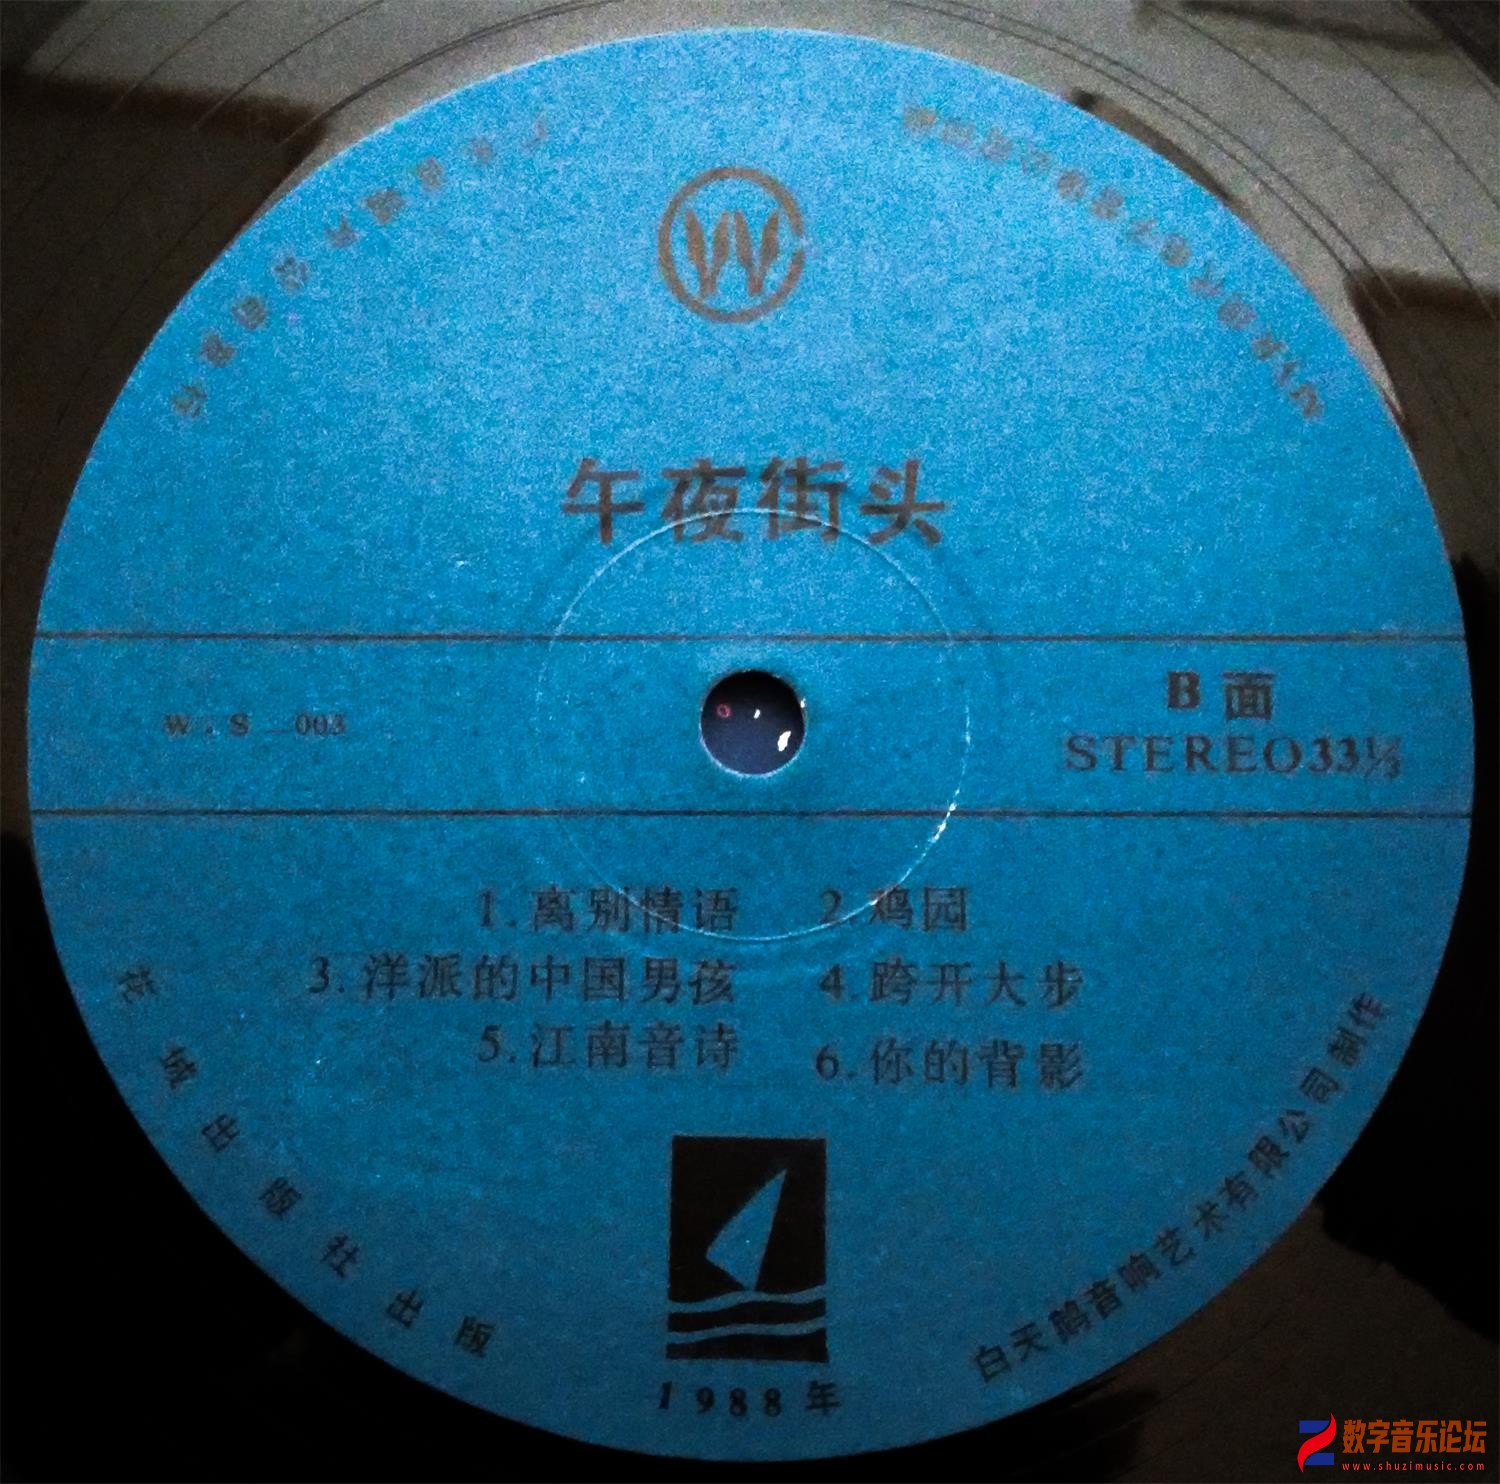 午夜街头
W.S—003
B面
STEREO33⅓
1.离别情语 2.鸡园
3.洋派的中国男孩 4.跨开大步
5.江南音诗 6.你的背影
花城出版社出版
白天鹅音响艺术有限公司制作
1988年
数字音乐论坛
www.shuzimusic.com